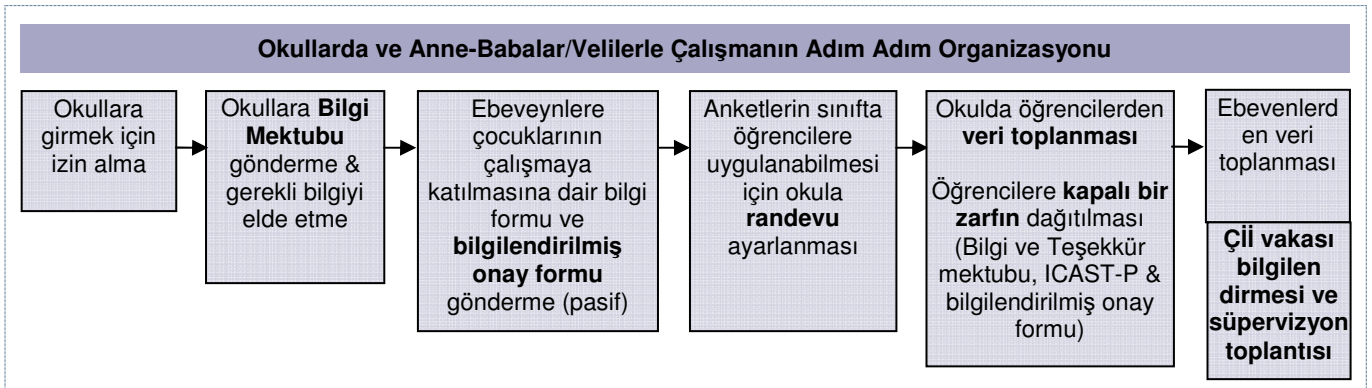 Okullarda ve Anne-Babalar/Velilerle Çalışmanın Adım Adım Organizasyonu
Okullara
girmek için
izin alma
Okullara Bilgi
Mektubu
gönderme &
gerekli bilgiyi
elde etme
Ebeveynlere
çocuklarının
çalışmaya
katılmasına dair bilgi
formu ve
bilgilendirilmiş
onay formu
gönderme (pasif)
Anketlerin sınıfta
öğrencilere
uygulanabilmesi
için okula
randevu
ayarlanması
Okulda öğrencilerden
veri toplanması
Öğrencilere kapalı bir
zarfın dağıtılması
(Bilgi ve Teşekkür
mektubu, ICAST-P &
bilgilendirilmiş onay
formu)
Ebevenlerd
en veri
toplanması
Çİİ vakası
bilgilen
dirmesi ve
süpervizyon
toplantısı